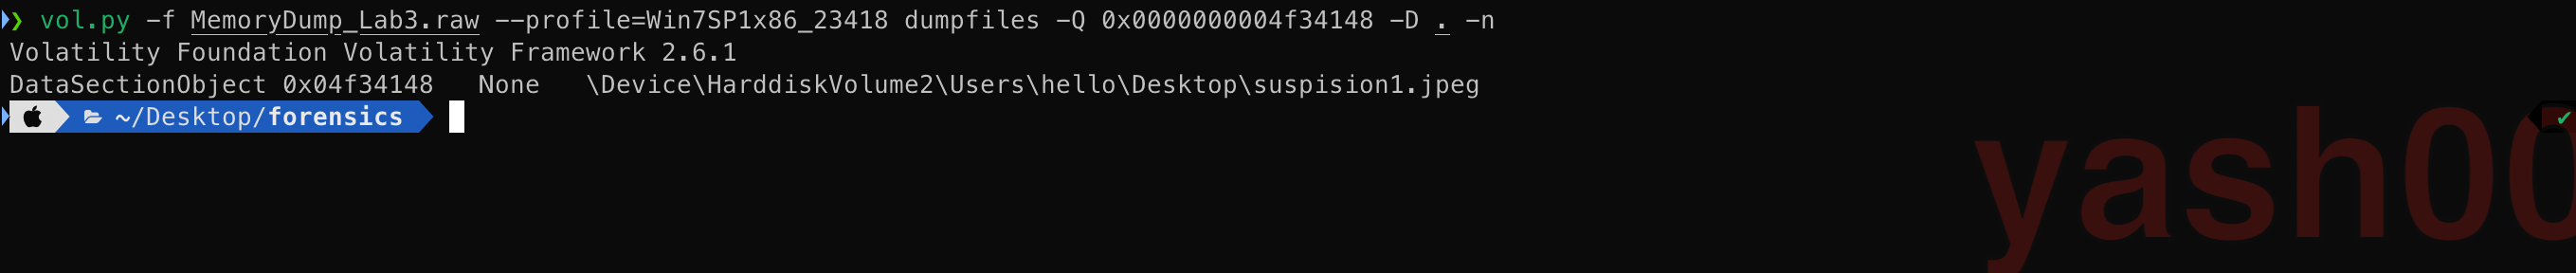 ❯ vol.py -f MemoryDump_Lab3.raw --profile=Win7SP1x86_23418 dumpfiles -Q 0x0000000004f34148 -D . -n
Volatility Foundation Volatility Framework 2.6.1
DataSectionObject 0x04f34148   None   \Device\HarddiskVolume2\Users\hello\Desktop\suspision1.jpeg
~/Desktop/forensics
yash00